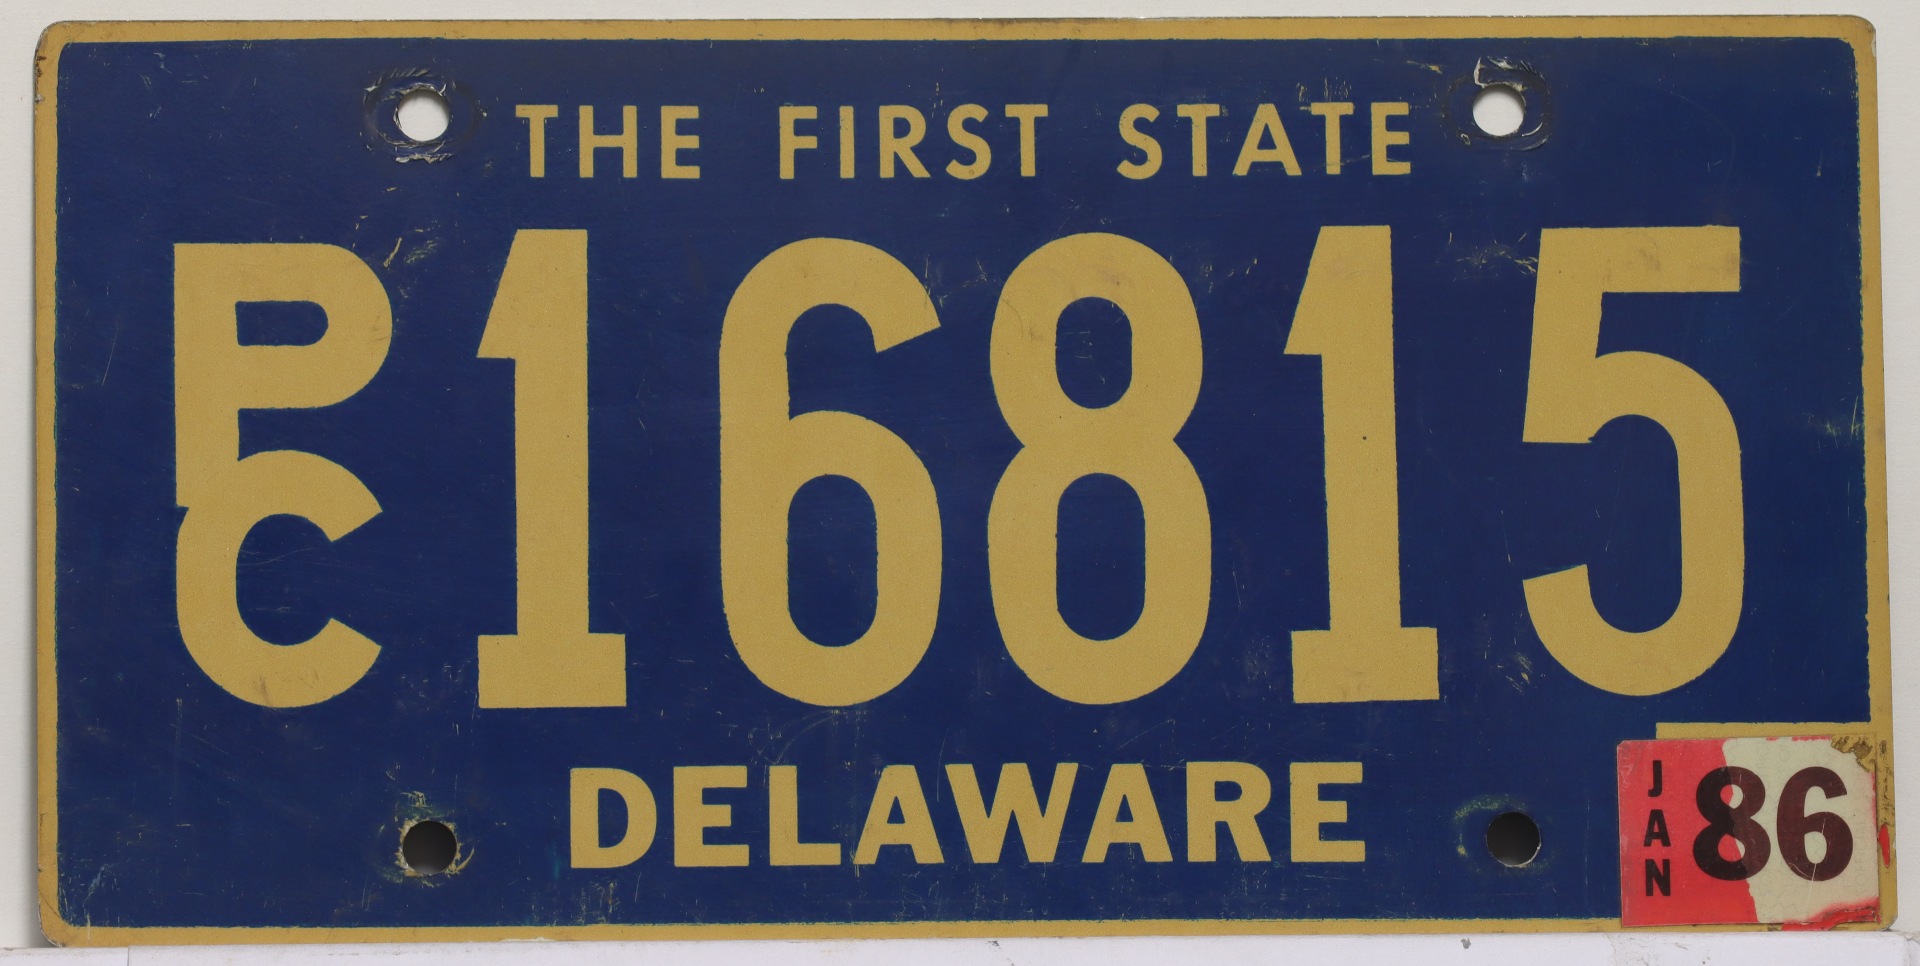 THE FIRST STATE
PC 16815
DELAWARE
JAN 86